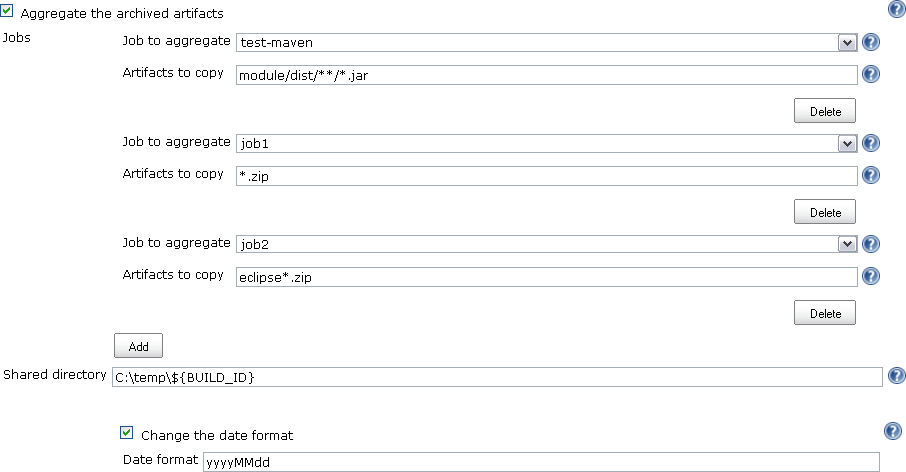 Aggregate the archived artifacts
Jobs
Job to aggregate test-maven
Artifacts to copy module/dist/**/*.jar
Delete
Job to aggregate job1
Artifacts to copy *.zip
Delete
Job to aggregate job2
Artifacts to copy eclipse*.zip
Delete
Add
Shared directory C:\temp\${BUILD_ID}
Change the date format
Date format yyyyMMdd